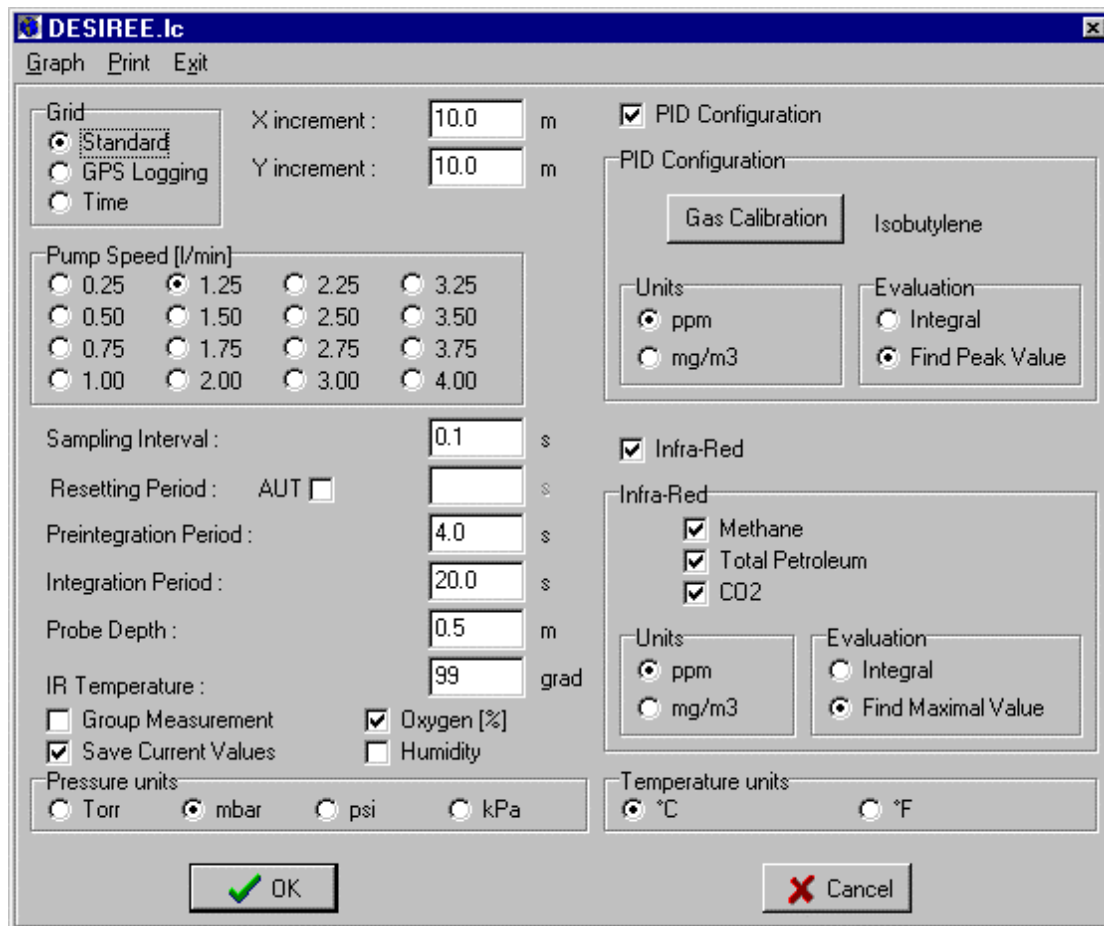 DESIREE.lc
Graph Print Exit
Grid
Standard
GPS Logging
Time
X increment : 10.0 m
Y increment : 10.0 m
Pump Speed [l/min]
0.25 1.25 2.25 3.25
0.50 1.50 2.50 3.50
0.75 1.75 2.75 3.75
1.00 2.00 3.00 4.00
Sampling Interval : 0.1 s
Resetting Period : AUT s
Preintegration Period : 4.0 s
Integration Period : 20.0 s
Probe Depth : 0.5 m
IR Temperature : 99 grad
Group Measurement Oxygen [%]
Save Current Values Humidity
Pressure units
Torr mbar psi kPa
PID Configuration
PID Configuration
Gas Calibration Isobutylene
Units
ppm
mg/m3
Evaluation
Integral
Find Peak Value
Infra-Red
Infra-Red
Methane
Total Petroleum
CO2
Units
ppm
mg/m3
Evaluation
Integral
Find Maximal Value
Temperature units
°C °F
OK Cancel